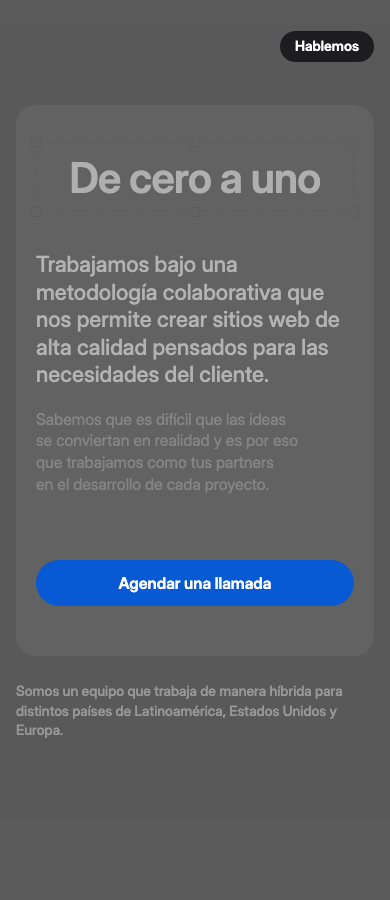 Hablemos
De cero a uno
Trabajamos bajo una
metodología colaborativa que
nos permite crear sitios web de
alta calidad pensados para las
necesidades del cliente.
Sabemos que es difícil que las ideas
se conviertan en realidad y es por eso
que trabajamos como tus partners
en el desarrollo de cada proyecto.
Agendar una llamada
Somos un equipo que trabaja de manera híbrida para
distintos países de Latinoamérica, Estados Unidos y
Europa.